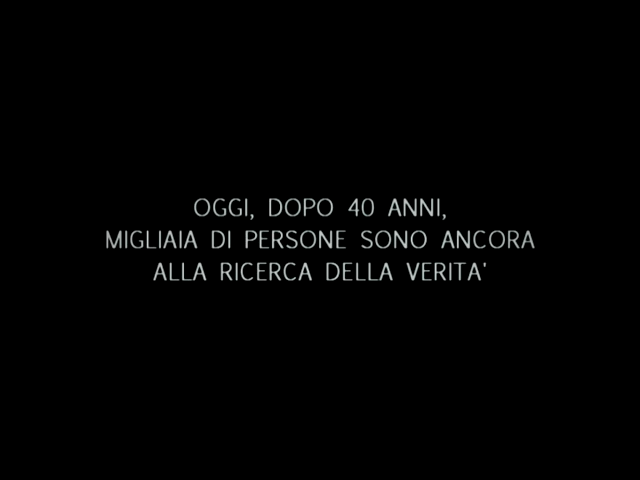 OGGI, DOPO 40 ANNI,
MIGLIAIA DI PERSONE SONO ANCORA
ALLA RICERCA DELLA VERITA'